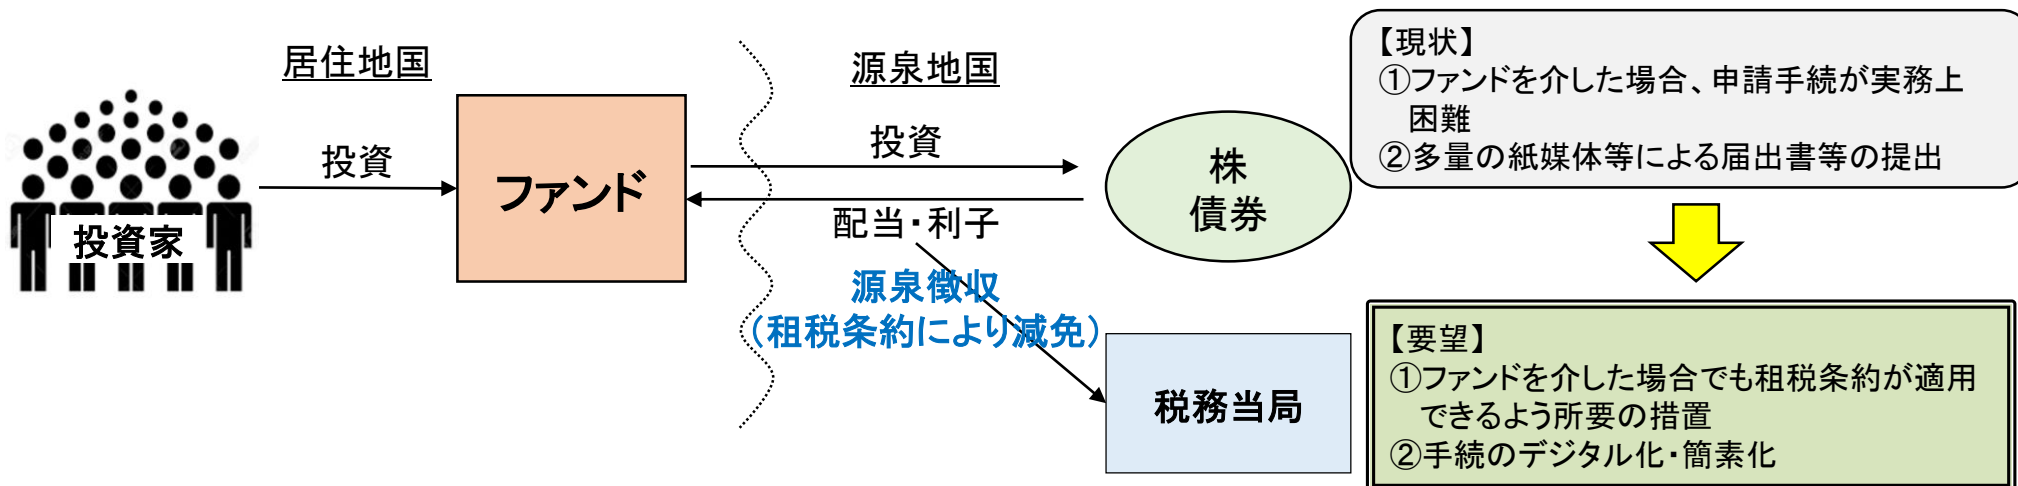 居住地国
投資
投資家
ファンド
源泉地国
投資
配当・利子
源泉徴収
（租税条約により減免）
株
債券
税務当局
【現状】
①ファンドを介した場合、申請手続が実務上
困難
②多量の紙媒体等による届出書等の提出
【要望】
①ファンドを介した場合でも租税条約が適用
できるよう所要の措置
②手続のデジタル化・簡素化